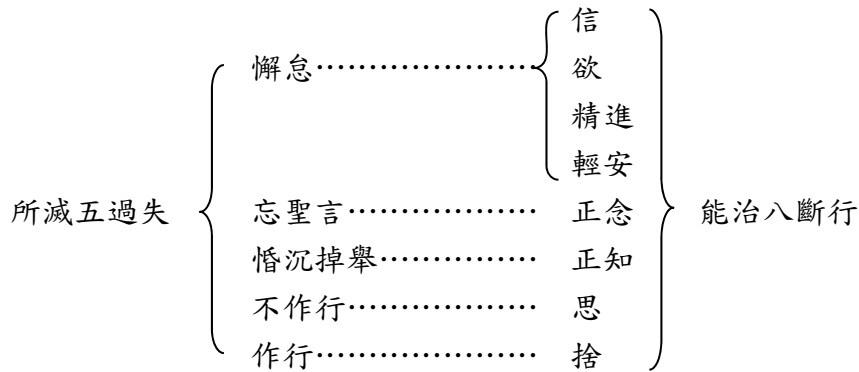 信
懈怠…………………欲
精進
輕安
所滅五過失 忘聖言……………… 正念 能治八斷行
惛沉掉舉…………… 正知
不作行……………… 思
作行………………… 捨